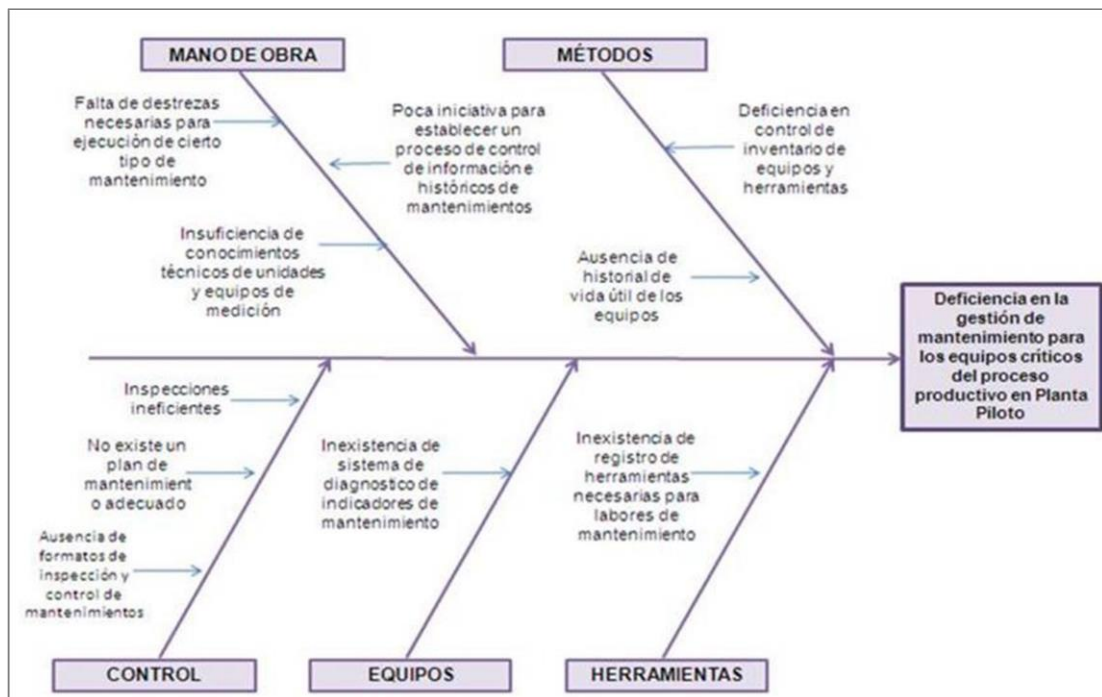 MANO DE OBRA
MÉTODOS
Falta de destrezas
necesarias para
ejecución de cierto
tipo de
mantenimiento
Poca iniciativa para
establecer un
proceso de control
de información e
históricos de
mantenimientos
Deficiencia en
control de
inventario de
equipos y
herramientas
Insuficiencia de
conocimientos
técnicos de unidades
y equipos de
medición
Ausencia de
historial de
vida útil de los
equipos
Deficiencia en la
gestión de
mantenimiento para
los equipos críticos
del proceso
productivo en Planta
Piloto
Inspecciones
ineficientes
No existe un
plan de
mantenimient
o adecuado
Ausencia de
formatos de
inspección y
control de
mantenimientos
Inexistencia de
sistema de
diagnostico de
indicadores de
mantenimiento
Inexistencia de
registro de
herramientas
necesarias para
labores de
mantenimiento
CONTROL
EQUIPOS
HERRAMIENTAS